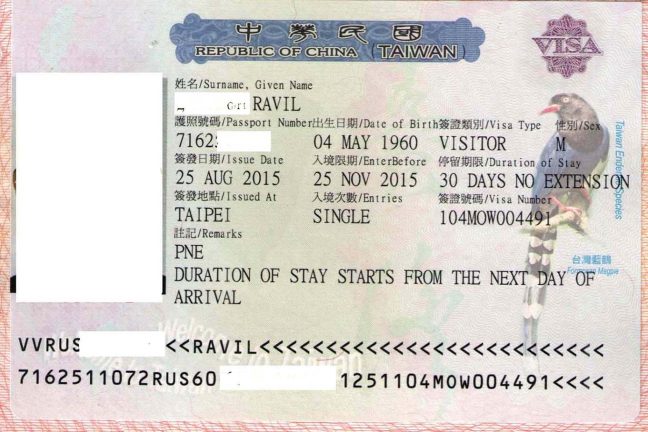 中華民國
REPUBLIC OF CHINA (TAIWAN)
VISA
姓名/Surname, Given Name
RAVIL
護照號碼/Passport Number出生日期/Date of Birth簽證類別/Visa Type 性別/Sex
7162 04 MAY 1960 VISITOR M
簽發日期/Issue Date 入境限期/EnterBefore 停留期限/Duration of Stay
25 AUG 2015 25 NOV 2015 30 DAYS NO EXTENSION
簽發地點/Issued At 入境次數/Entries 簽證號碼/Visa Number
TAIPEI SINGLE 104MOW004491
註記/Remarks
PNE
DURATION OF STAY STARTS FROM THE NEXT DAY OF
ARRIVAL
Taiwan Endemic Species
台灣藍鵲
Formosan Magpie
Welcome to Taiwan
VVRUS <<RAVIL<<<<<<<<<<<<<<<<<<<<<<<<<<<
7162511072RUS60 1251104MOW004491<<<<